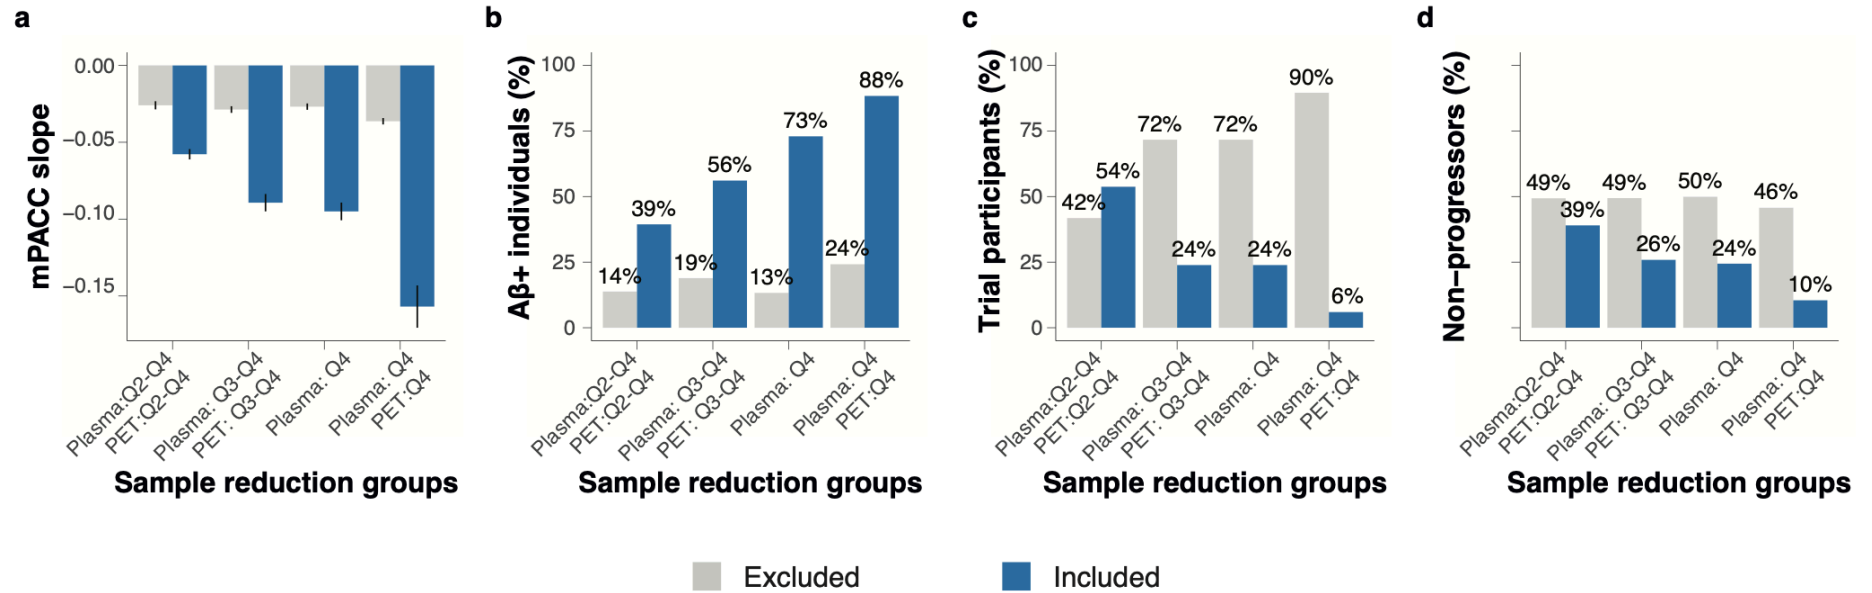 a
mPACC slope
0.00
−0.05
−0.10
−0.15
Plasma:Q2-Q4
PET:Q2-Q4
Plasma: Q3-Q4
PET: Q3-Q4
Plasma: Q4
Plasma: Q4
PET:Q4
Sample reduction groups
b
Aβ+ individuals (%)
100
75
50
25
0
14%
39%
19%
56%
13%
73%
24%
88%
Plasma:Q2-Q4
PET:Q2-Q4
Plasma: Q3-Q4
PET: Q3-Q4
Plasma: Q4
Plasma: Q4
PET:Q4
Sample reduction groups
c
Trial participants (%)
100
75
50
25
0
42%
54%
72%
24%
72%
24%
90%
6%
Plasma:Q2-Q4
PET:Q2-Q4
Plasma: Q3-Q4
PET: Q3-Q4
Plasma: Q4
Plasma: Q4
PET:Q4
Sample reduction groups
d
Non−progressors (%)
49%
39%
49%
26%
50%
24%
46%
10%
Plasma:Q2-Q4
PET:Q2-Q4
Plasma: Q3-Q4
PET: Q3-Q4
Plasma: Q4
Plasma: Q4
PET:Q4
Sample reduction groups
Excluded
Included